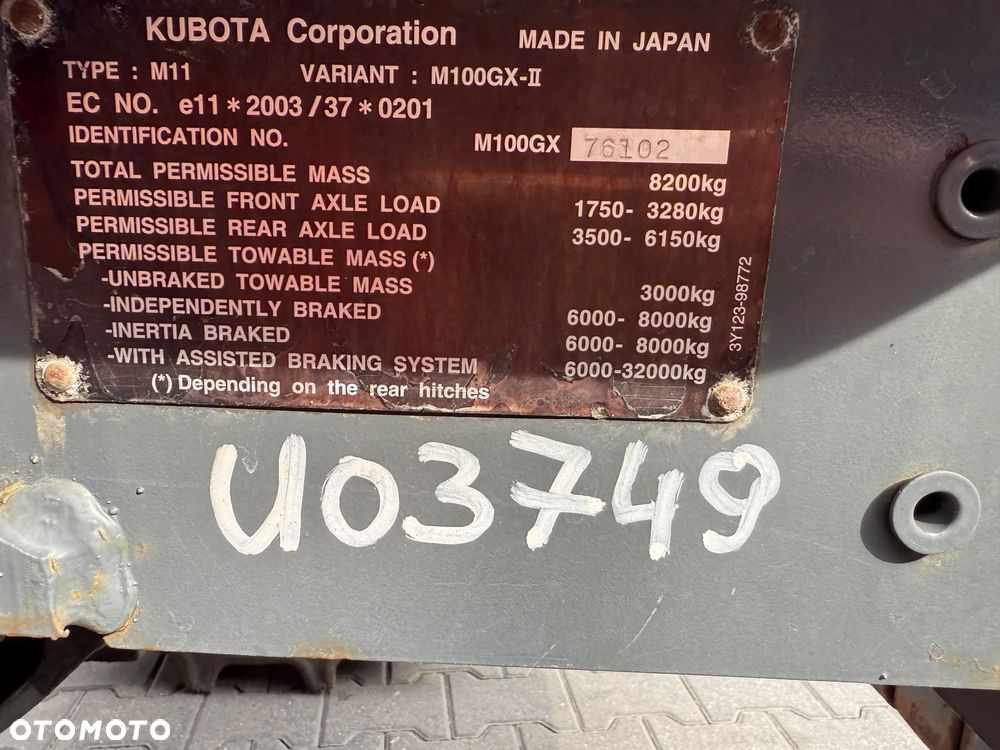 KUBOTA Corporation MADE IN JAPAN
TYPE : M11 VARIANT : M100GX-II
EC NO. e11*2003/37*0201
IDENTIFICATION NO. M100GX 76102
TOTAL PERMISSIBLE MASS 8200kg
PERMISSIBLE FRONT AXLE LOAD 1750- 3280kg
PERMISSIBLE REAR AXLE LOAD 3500- 6150kg
PERMISSIBLE TOWABLE MASS(*)
-UNBRAKED TOWABLE MASS 3000kg
-INDEPENDENTLY BRAKED 6000- 8000kg
-INERTIA BRAKED 6000- 8000kg
-WITH ASSISTED BRAKING SYSTEM 6000-32000kg
(*) Depending on the rear hitches
3Y123-98772
U03749
OTOMOTO